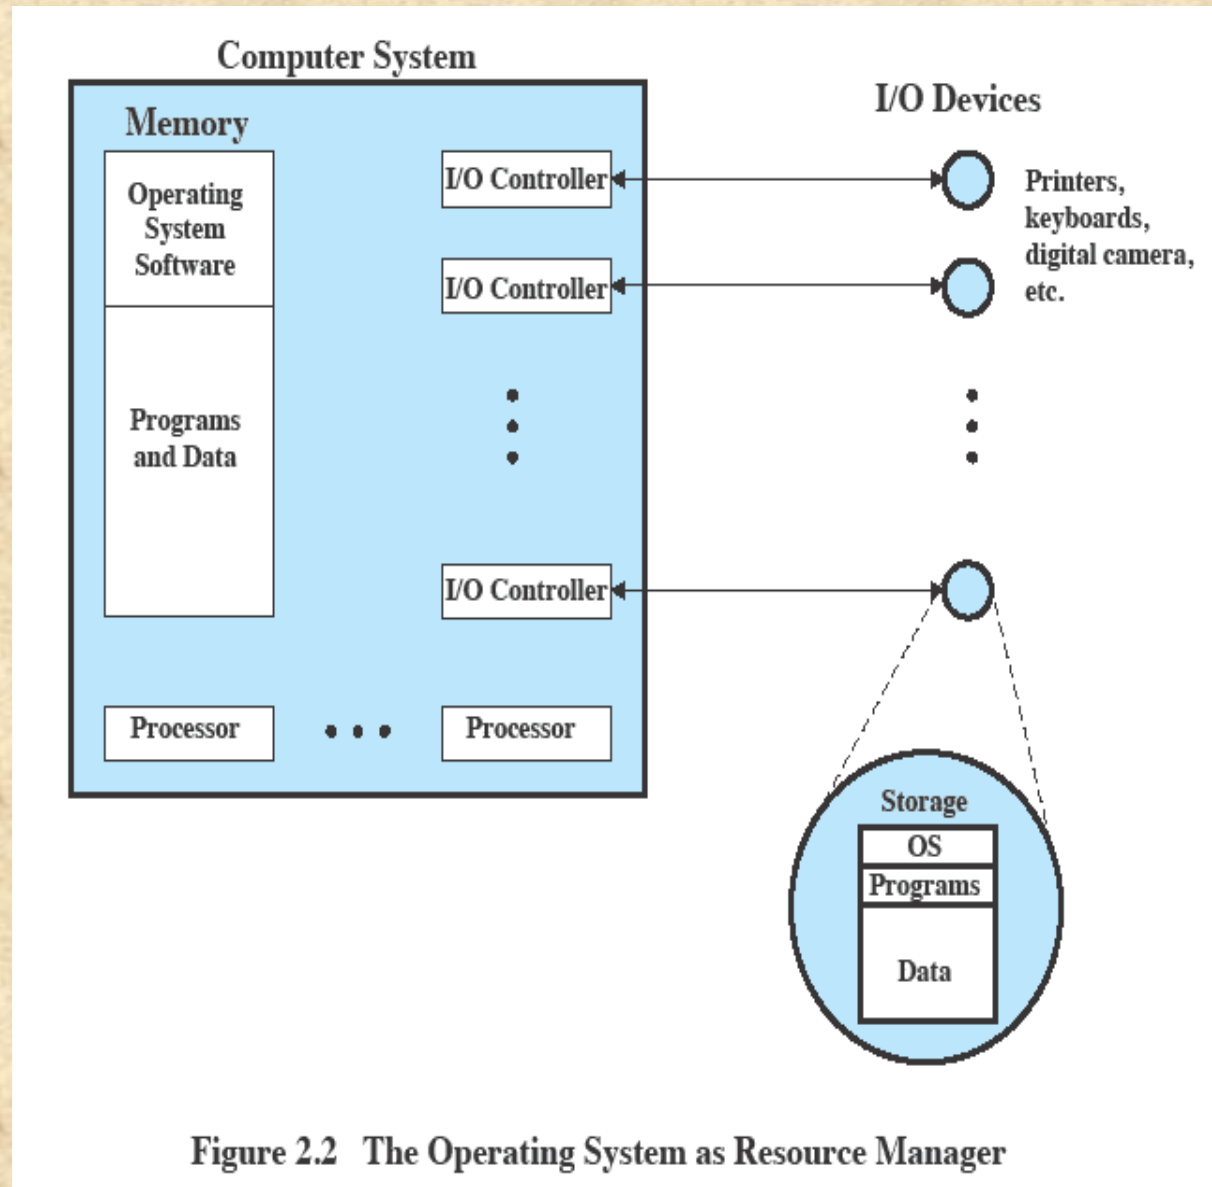 Computer System
I/O Devices
Memory
Operating
System
Software
Programs
and Data
I/O Controller
I/O Controller
I/O Controller
Printers,
keyboards,
digital camera,
etc.
Processor
Processor
Storage
OS
Programs
Data
Figure 2.2 The Operating System as Resource Manager